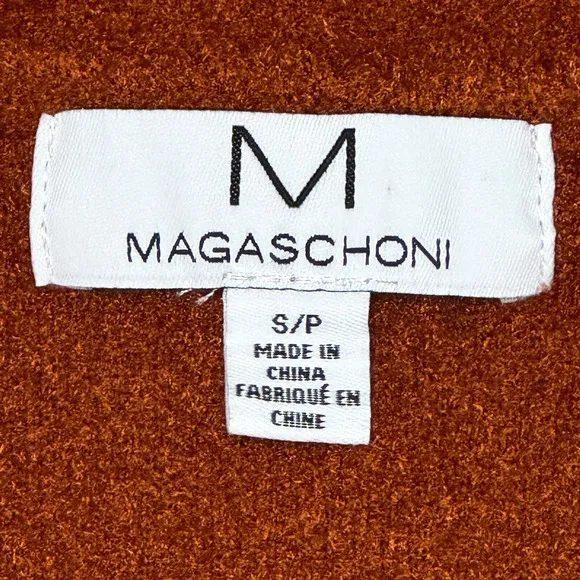 M
MAGASCHONI
S/P
MADE IN
CHINA
FABRIQUÉ EN
CHINE